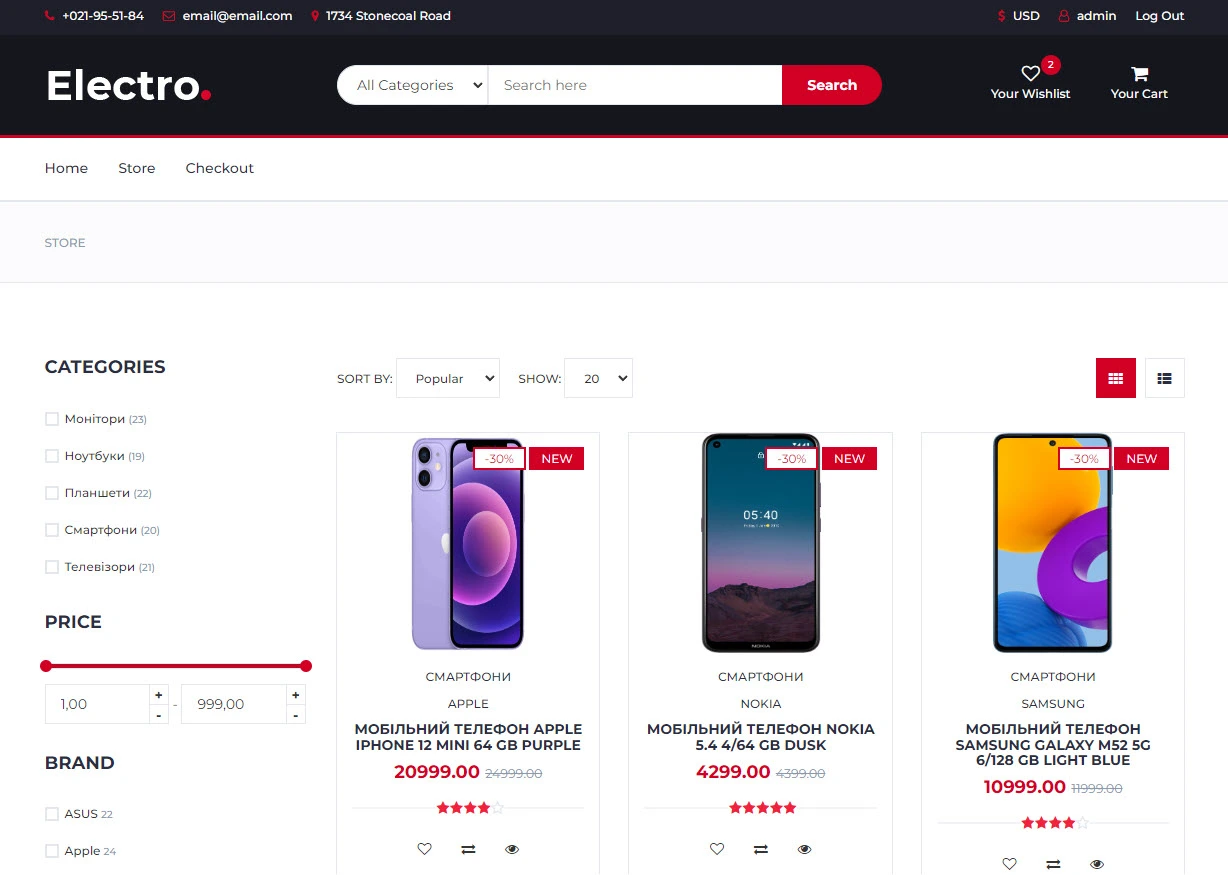 +021-95-51-84 email@email.com 1734 Stonecoal Road $ USD admin Log Out
Electro.
All Categories Search here Search
2
Your Wishlist Your Cart
Home Store Checkout
STORE
CATEGORIES
Монітори (23)
Ноутбуки (19)
Планшети (22)
Смартфони (20)
Телевізори (21)
PRICE
1,00 + - - 999,00 + -
BRAND
ASUS 22
Apple 24
SORT BY: Popular SHOW: 20
-30% NEW
СМАРТФОНИ
APPLE
МОБІЛЬНИЙ ТЕЛЕФОН APPLE
IPHONE 12 MINI 64 GB PURPLE
20999.00 24999.00
-30% NEW
05:40
NOKIA
СМАРТФОНИ
NOKIA
МОБІЛЬНИЙ ТЕЛЕФОН NOKIA
5.4 4/64 GB DUSK
4299.00 4399.00
-30% NEW
СМАРТФОНИ
SAMSUNG
МОБІЛЬНИЙ ТЕЛЕФОН
SAMSUNG GALAXY M52 5G
6/128 GB LIGHT BLUE
10999.00 11999.00